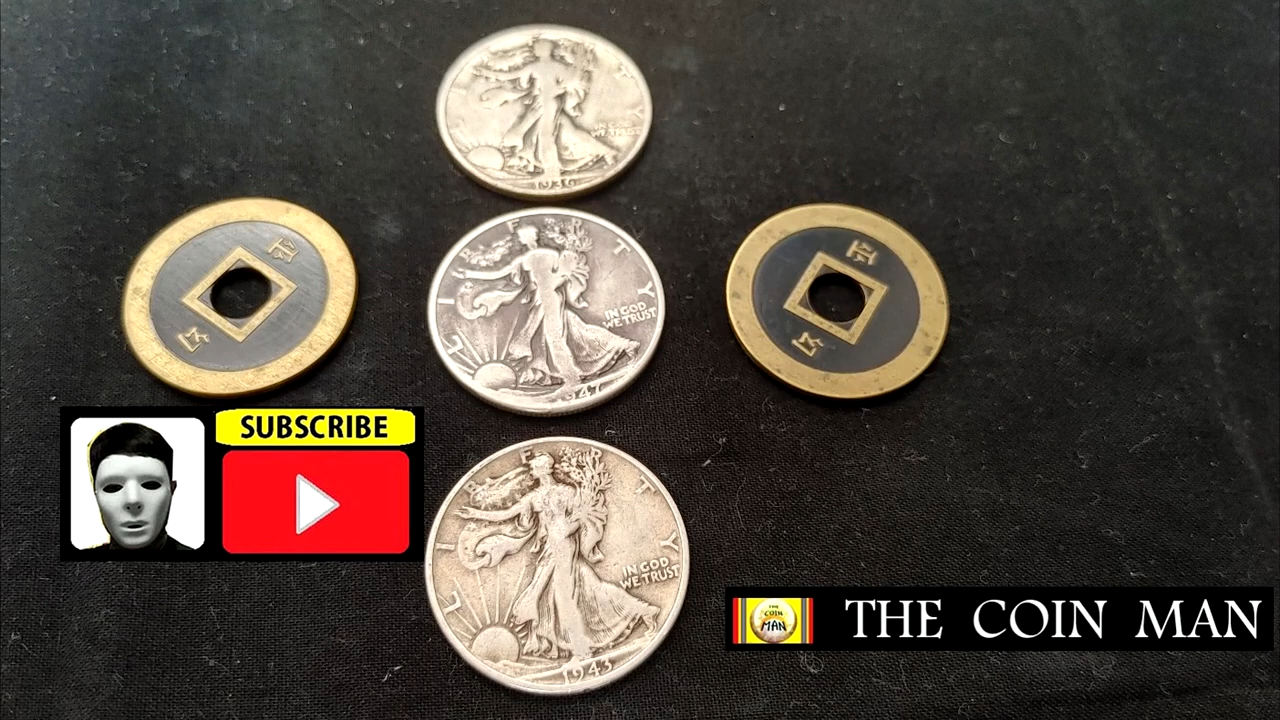 LIBERTY
IN GOD
WE TRUST
1936
LIBERTY
IN GOD
WE TRUST
1947
LIBERTY
IN GOD
WE TRUST
1943
SUBSCRIBE
THE
COIN
MAN
THE COIN MAN